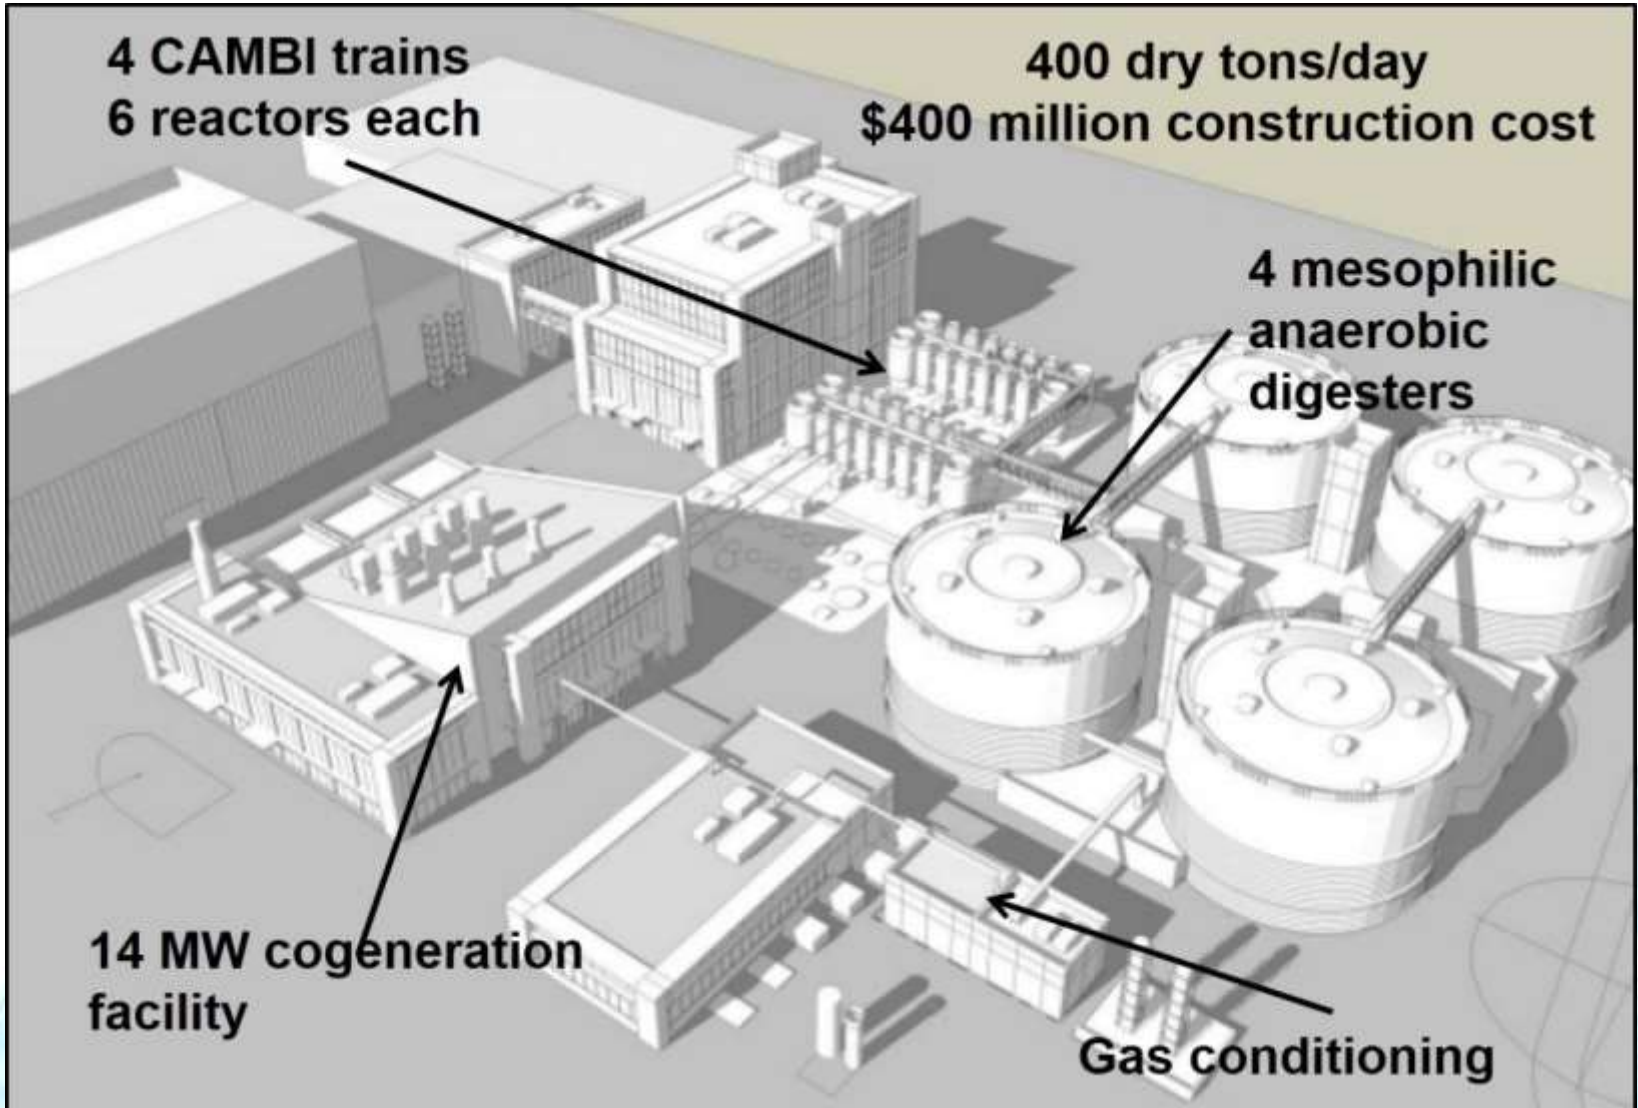 4 CAMBI trains
6 reactors each
400 dry tons/day
$400 million construction cost
4 mesophilic
anaerobic
digesters
14 MW cogeneration
facility
Gas conditioning